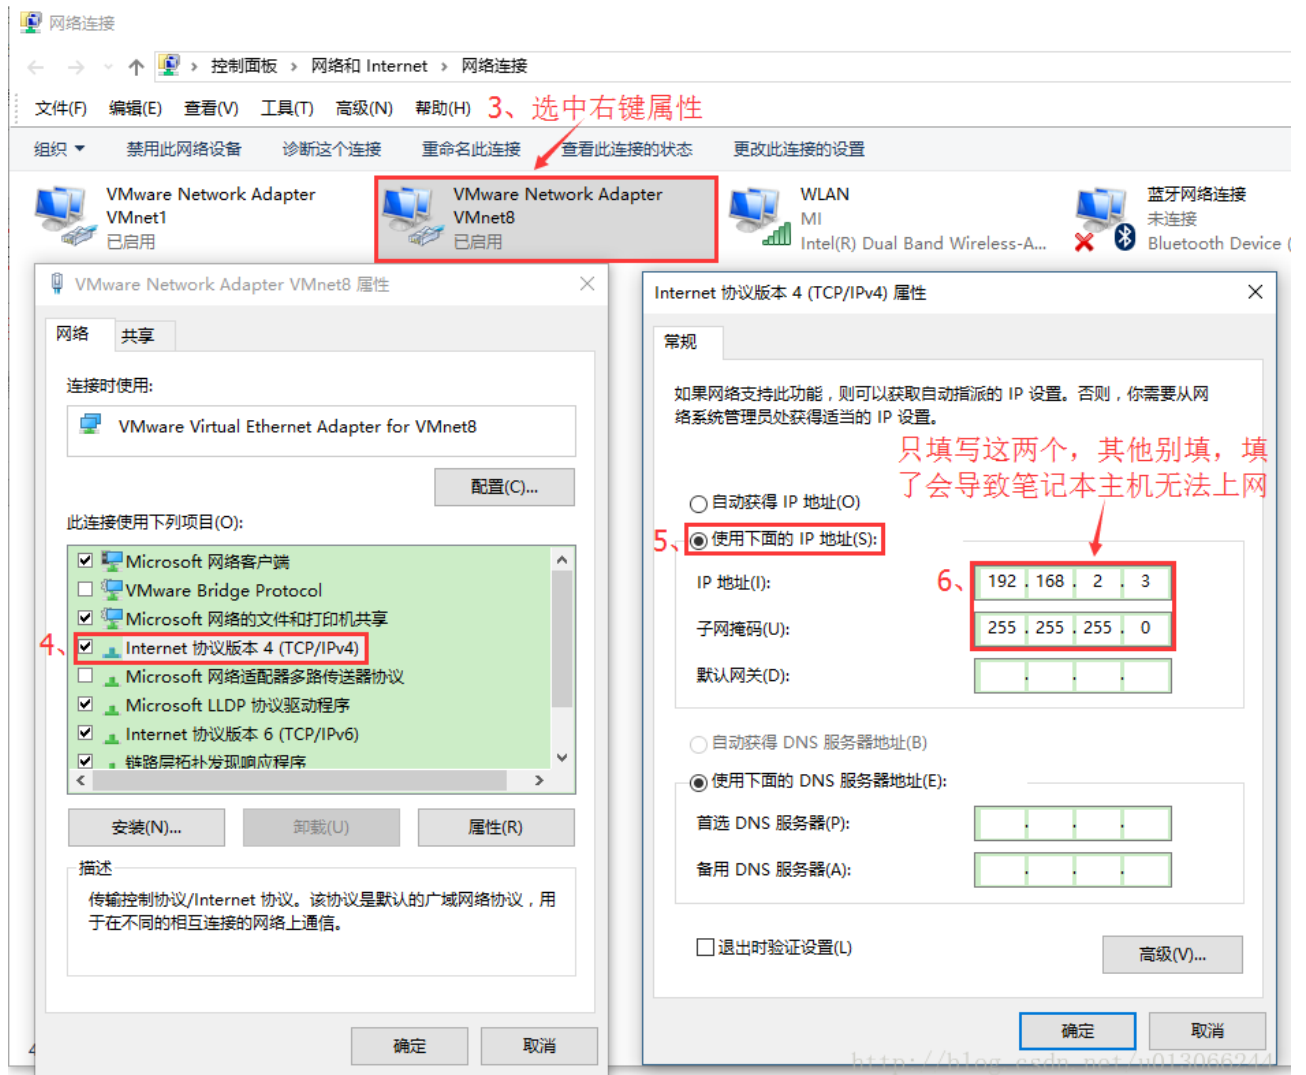 网络连接
控制面板 › 网络和 Internet › 网络连接
文件(F) 编辑(E) 查看(V) 工具(T) 高级(N) 帮助(H)
3、选中右键属性
组织 禁用此网络设备 诊断这个连接 重命名此连接 查看此连接的状态 更改此连接的设置
VMware Network Adapter
VMnet1
已启用
VMware Network Adapter
VMnet8
已启用
WLAN
MI
Intel(R) Dual Band Wireless-A...
蓝牙网络连接
未连接
Bluetooth Device (
VMware Network Adapter VMnet8 属性
网络 共享
连接时使用:
VMware Virtual Ethernet Adapter for VMnet8
配置(C)...
此连接使用下列项目(O):
Microsoft 网络客户端
VMware Bridge Protocol
Microsoft 网络的文件和打印机共享
4、
Internet 协议版本 4 (TCP/IPv4)
Microsoft 网络适配器多路传送器协议
Microsoft LLDP 协议驱动程序
Internet 协议版本 6 (TCP/IPv6)
链路层拓扑发现响应程序
安装(N)... 卸载(U) 属性(R)
描述
传输控制协议/Internet 协议。该协议是默认的广域网络协议，用
于在不同的相互连接的网络上通信。
确定 取消
Internet 协议版本 4 (TCP/IPv4) 属性
常规
如果网络支持此功能，则可以获取自动指派的 IP 设置。否则，你需要从网
络系统管理员处获得适当的 IP 设置。
只填写这两个，其他别填，填
了会导致笔记本主机无法上网
自动获得 IP 地址(O)
5、
使用下面的 IP 地址(S):
6、
IP 地址(I): 192 . 168 . 2 . 3
子网掩码(U): 255 . 255 . 255 . 0
默认网关(D): . . .
自动获得 DNS 服务器地址(B)
使用下面的 DNS 服务器地址(E):
首选 DNS 服务器(P): . . .
备用 DNS 服务器(A): . . .
退出时验证设置(L)
高级(V)...
确定 取消
http://blog.csdn.net/u013066244